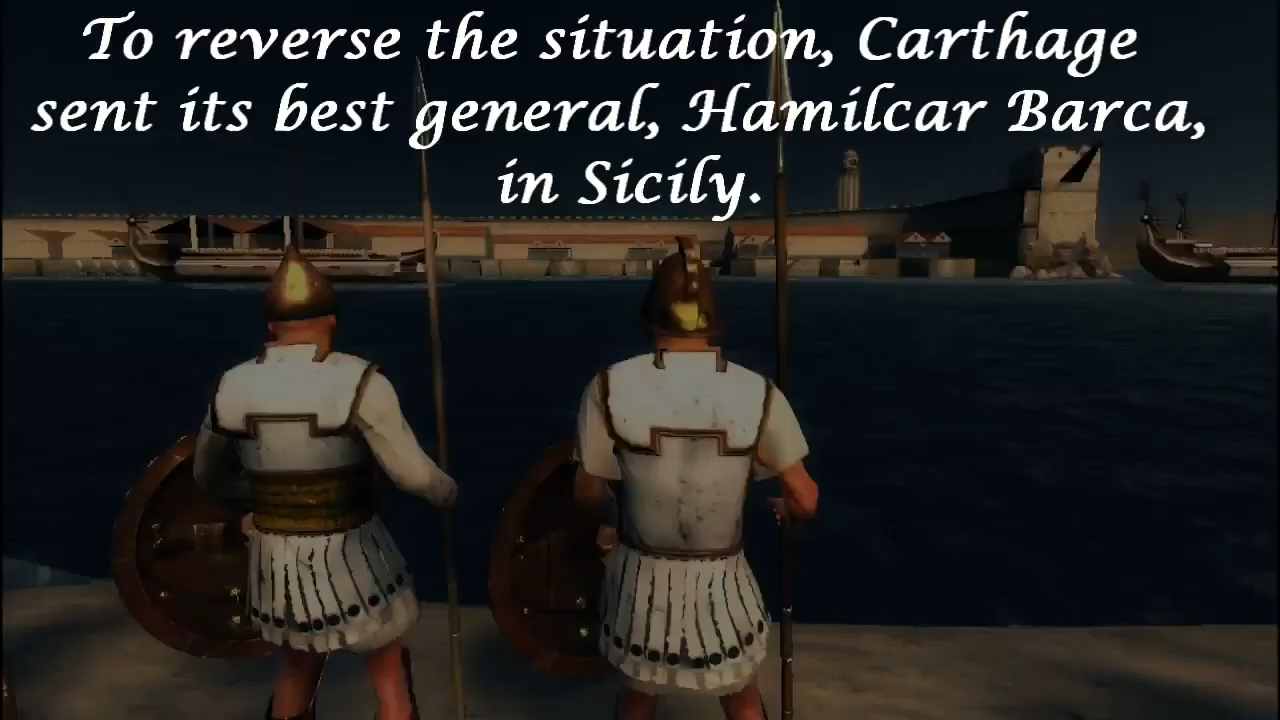 To reverse the situation, Carthage
sent its best general, Hamilcar Barca,
in Sicily.